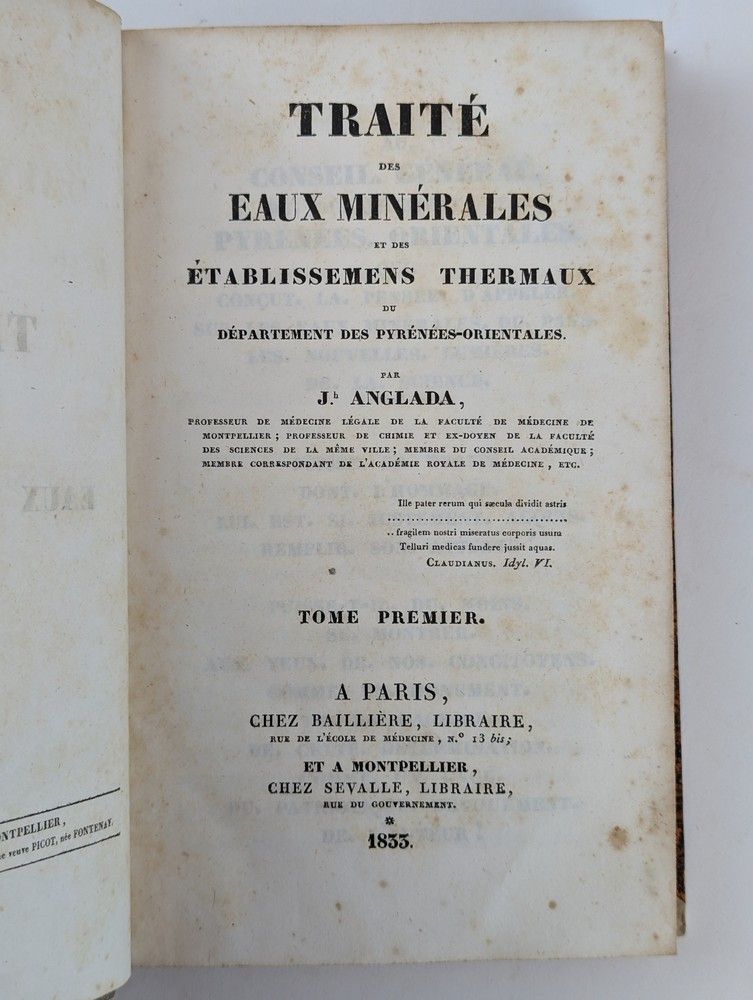 MONTPELLIER,
veuve PICOT, née FONTENAY.
EAUX
TRAITÉ
DES
EAUX MINÉRALES
ET DES
ÉTABLISSEMENS THERMAUX
DU
DÉPARTEMENT DES PYRÉNÉES-ORIENTALES.
PAR
J.h ANGLADA,
PROFESSEUR DE MÉDECINE LÉGALE DE LA FACULTÉ DE MÉDECINE DE
MONTPELLIER ; PROFESSEUR DE CHIMIE ET EX-DOYEN DE LA FACULTÉ
DES SCIENCES DE LA MÊME VILLE ; MEMBRE DU CONSEIL ACADÉMIQUE ;
MEMBRE CORRESPONDANT DE L'ACADÉMIE ROYALE DE MÉDECINE, ETC.
Ille pater rerum qui sæcula dividit astris
.......................................
..fragilem nostri miseratus corporis usum
Telluri medicas fundere jussit aquas.
CLAUDIANUS. Idyl. VI.
TOME PREMIER.
A PARIS,
CHEZ BAILLIÈRE, LIBRAIRE,
RUE DE L'ÉCOLE DE MÉDECINE, N.º 13 bis;
ET A MONTPELLIER,
CHEZ SEVALLE, LIBRAIRE,
RUE DU GOUVERNEMENT.
*
1833.